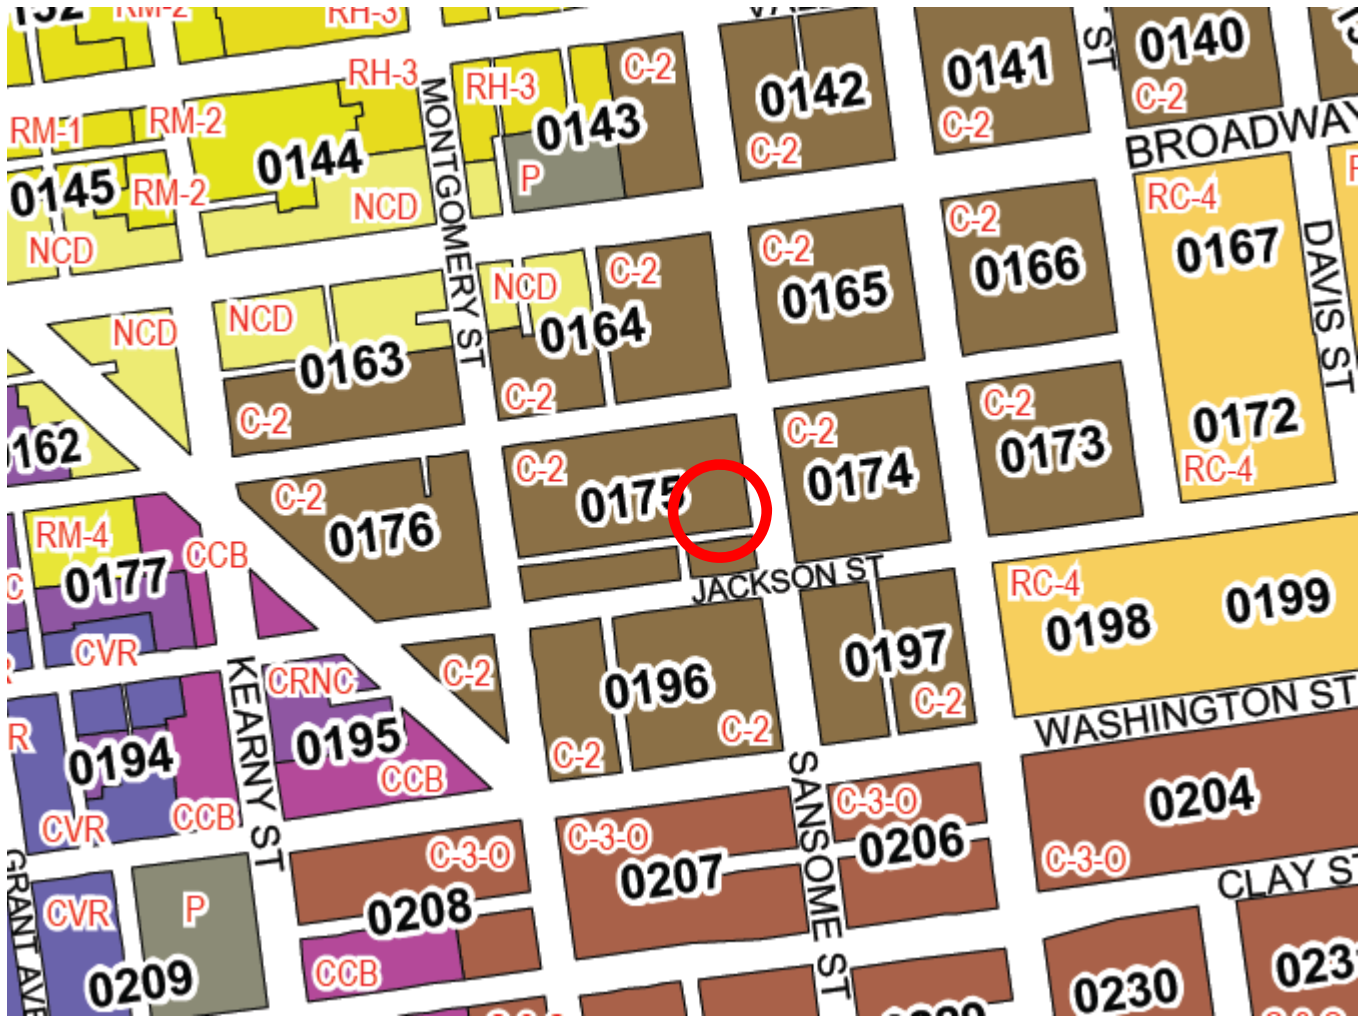 RM-2
RH-3
ST
0140
C-2
0141
C-2
0142
C-2
C-2
0143
RH-3
P
RH-3
MONTGOMERY ST
RM-1
RM-2
0144
NCD
0145
RM-2
NCD
BROADWAY
RC-4
0167
DAVIS ST
C-2
0166
C-2
0165
C-2
NCD
0164
C-2
NCD
NCD
0163
C-2
0172
RC-4
C-2
0173
C-2
0174
C-2
0175
C-2
0176
RM-4
CCB
0177
CVR
JACKSON ST
RC-4
0198
0199
0197
C-2
0196
C-2
C-2
C-2
CRNC
0195
CCB
KEARNY ST
0194
CCB
CVR
WASHINGTON ST
SANSOME ST
C-3-O
0204
C-3-O
0206
C-3-O
0207
C-3-O
0208
CCB
CLAY ST
GRANT AVE
CVR
P
0209
0230